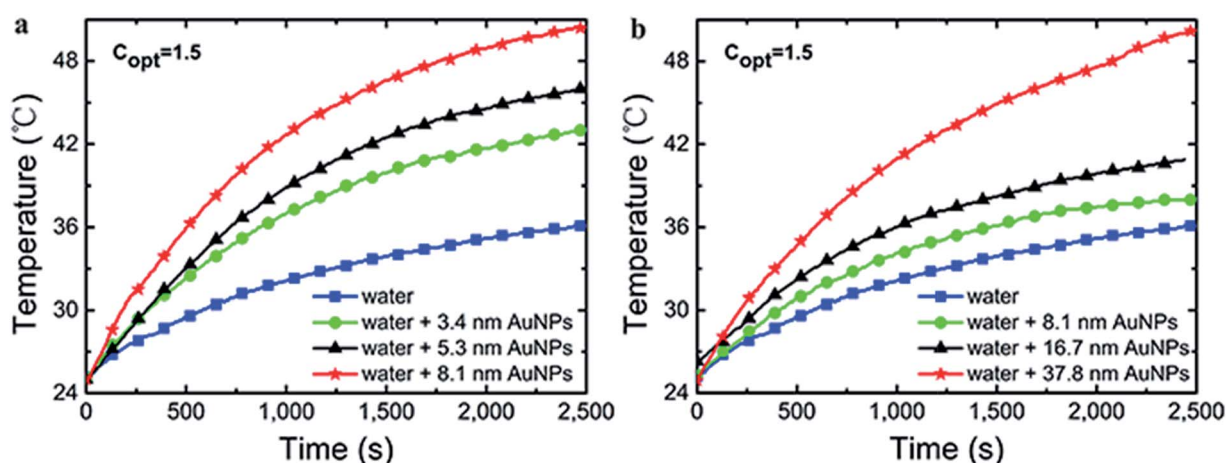 a
C_opt=1.5
Temperature (℃)
48
42
36
30
24
water
water + 3.4 nm AuNPs
water + 5.3 nm AuNPs
water + 8.1 nm AuNPs
0
500
1,000
1,500
2,000
2,500
Time (s)
b
C_opt=1.5
Temperature (℃)
48
42
36
30
24
water
water + 8.1 nm AuNPs
water + 16.7 nm AuNPs
water + 37.8 nm AuNPs
0
500
1,000
1,500
2,000
2,500
Time (s)